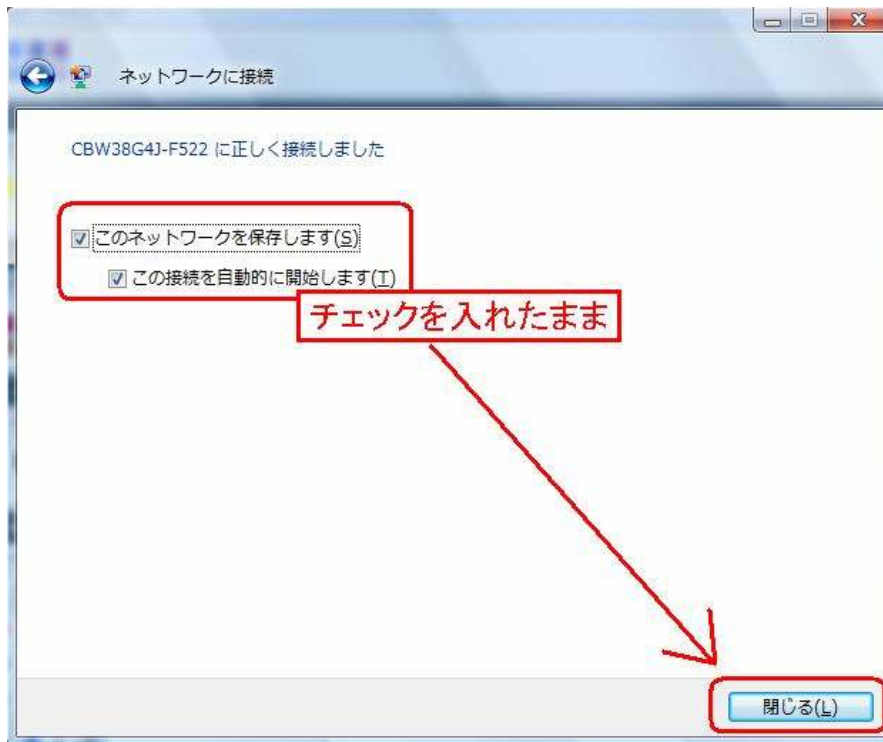 ネットワークに接続
CBW38G4J-F522 に正しく接続しました
このネットワークを保存します(S)
この接続を自動的に開始します(T)
チェックを入れたまま
閉じる(L)